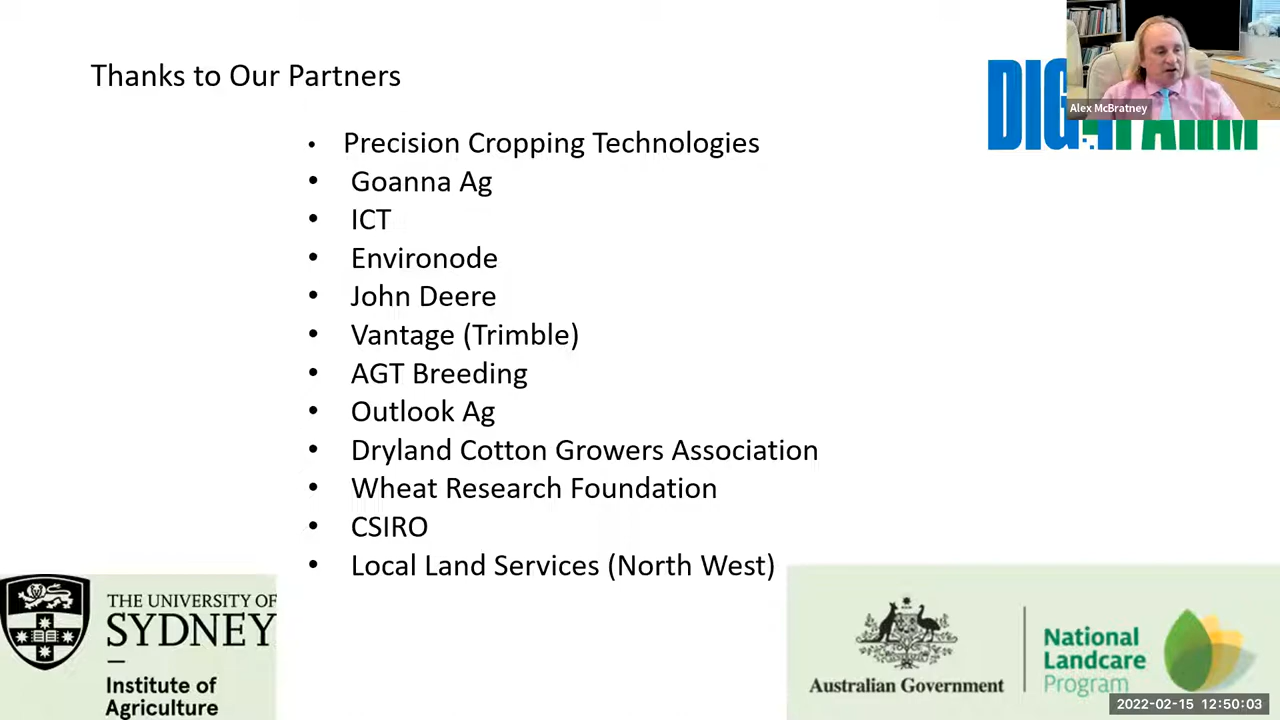 Thanks to Our Partners
Alex McBratney
• Precision Cropping Technologies
• Goanna Ag
• ICT
• Environode
• John Deere
• Vantage (Trimble)
• AGT Breeding
• Outlook Ag
• Dryland Cotton Growers Association
• Wheat Research Foundation
• CSIRO
• Local Land Services (North West)
THE UNIVERSITY OF
SYDNEY
Institute of
Agriculture
Australian Government
National
Landcare
Program
2022-02-15 12:50:03